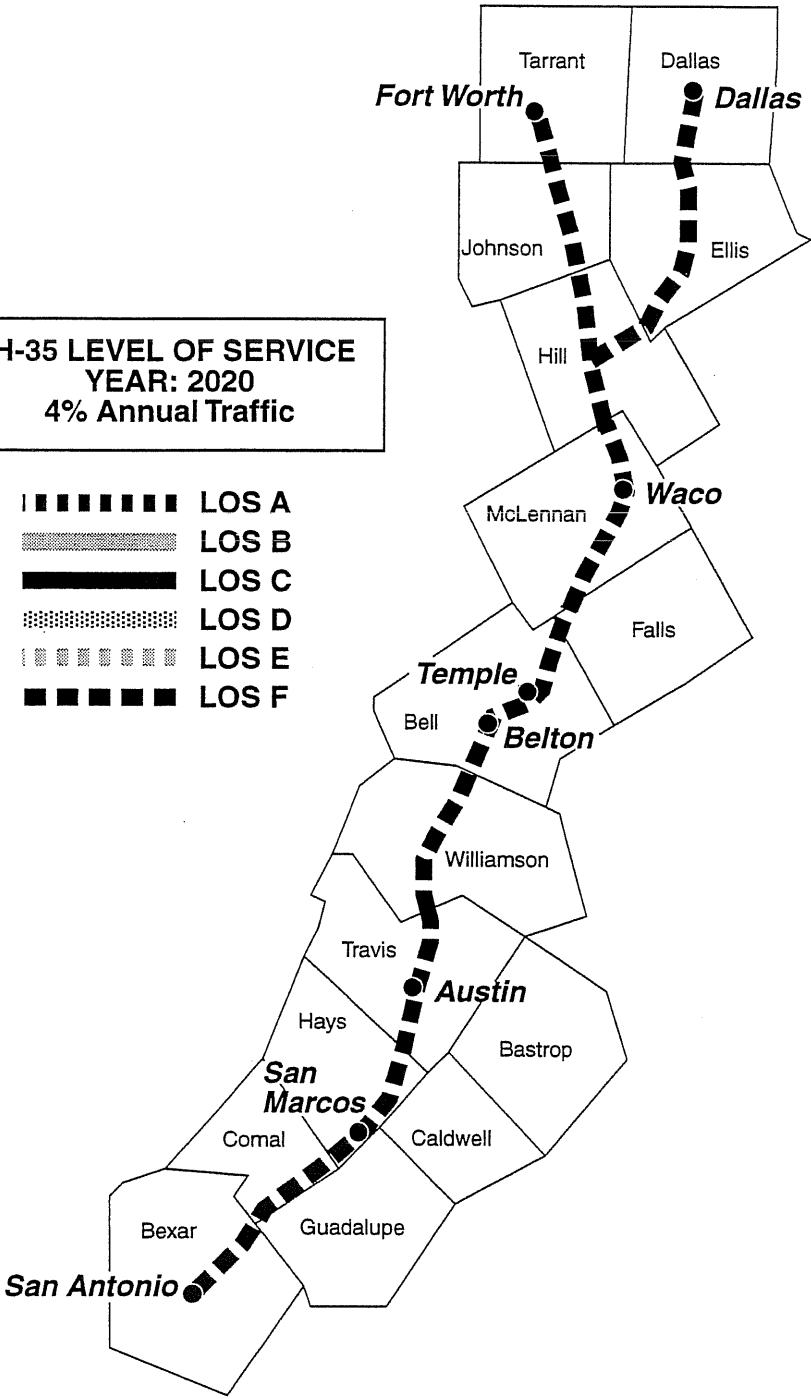 Tarrant
Dallas
Fort Worth
Dallas
Johnson
Ellis
H-35 LEVEL OF SERVICE
YEAR: 2020
4% Annual Traffic
Hill
LOS A
LOS B
LOS C
LOS D
LOS E
LOS F
Waco
McLennan
Falls
Temple
Bell
Belton
Williamson
Travis
Austin
Hays
Bastrop
San
Marcos
Comal
Caldwell
Bexar
Guadalupe
San Antonio